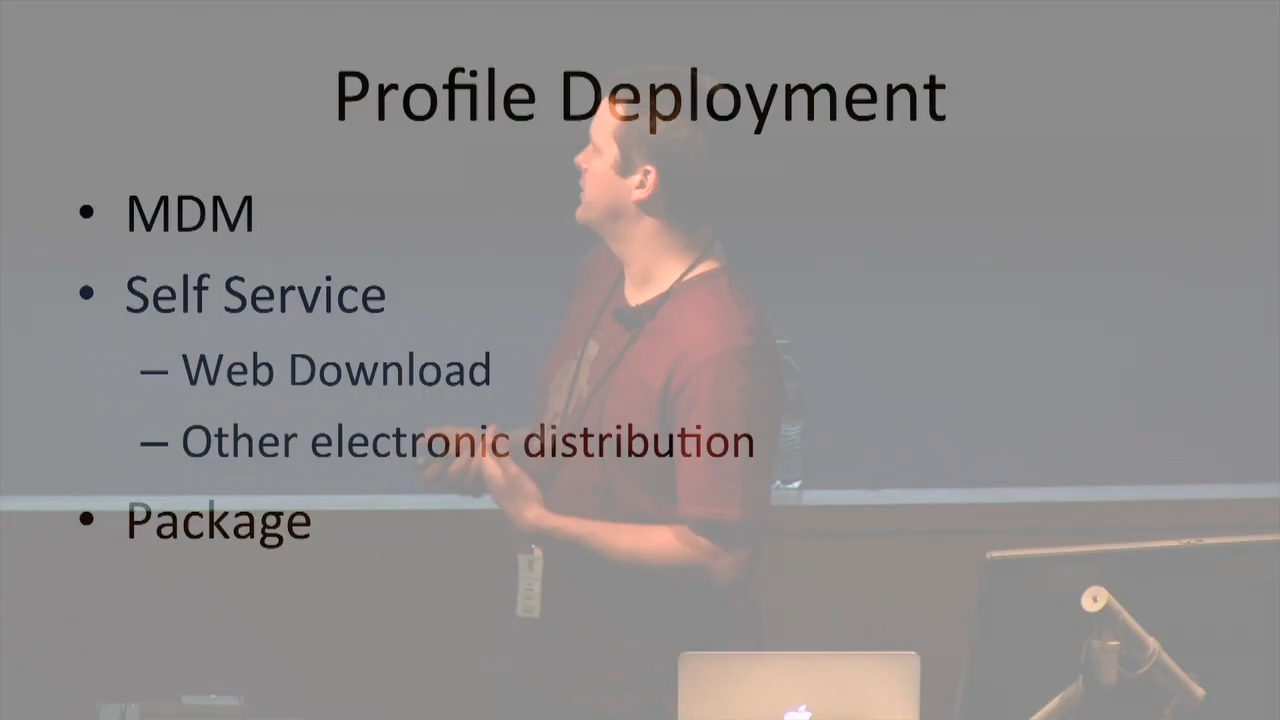 Profile Deployment
• MDM
• Self Service
– Web Download
– Other electronic distribution
• Package